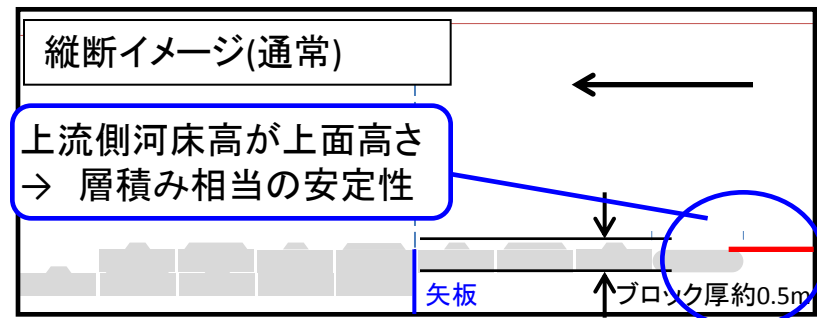 縦断イメージ(通常)
上流側河床高が上面高さ
→ 層積み相当の安定性
矢板
ブロック厚約0.5m